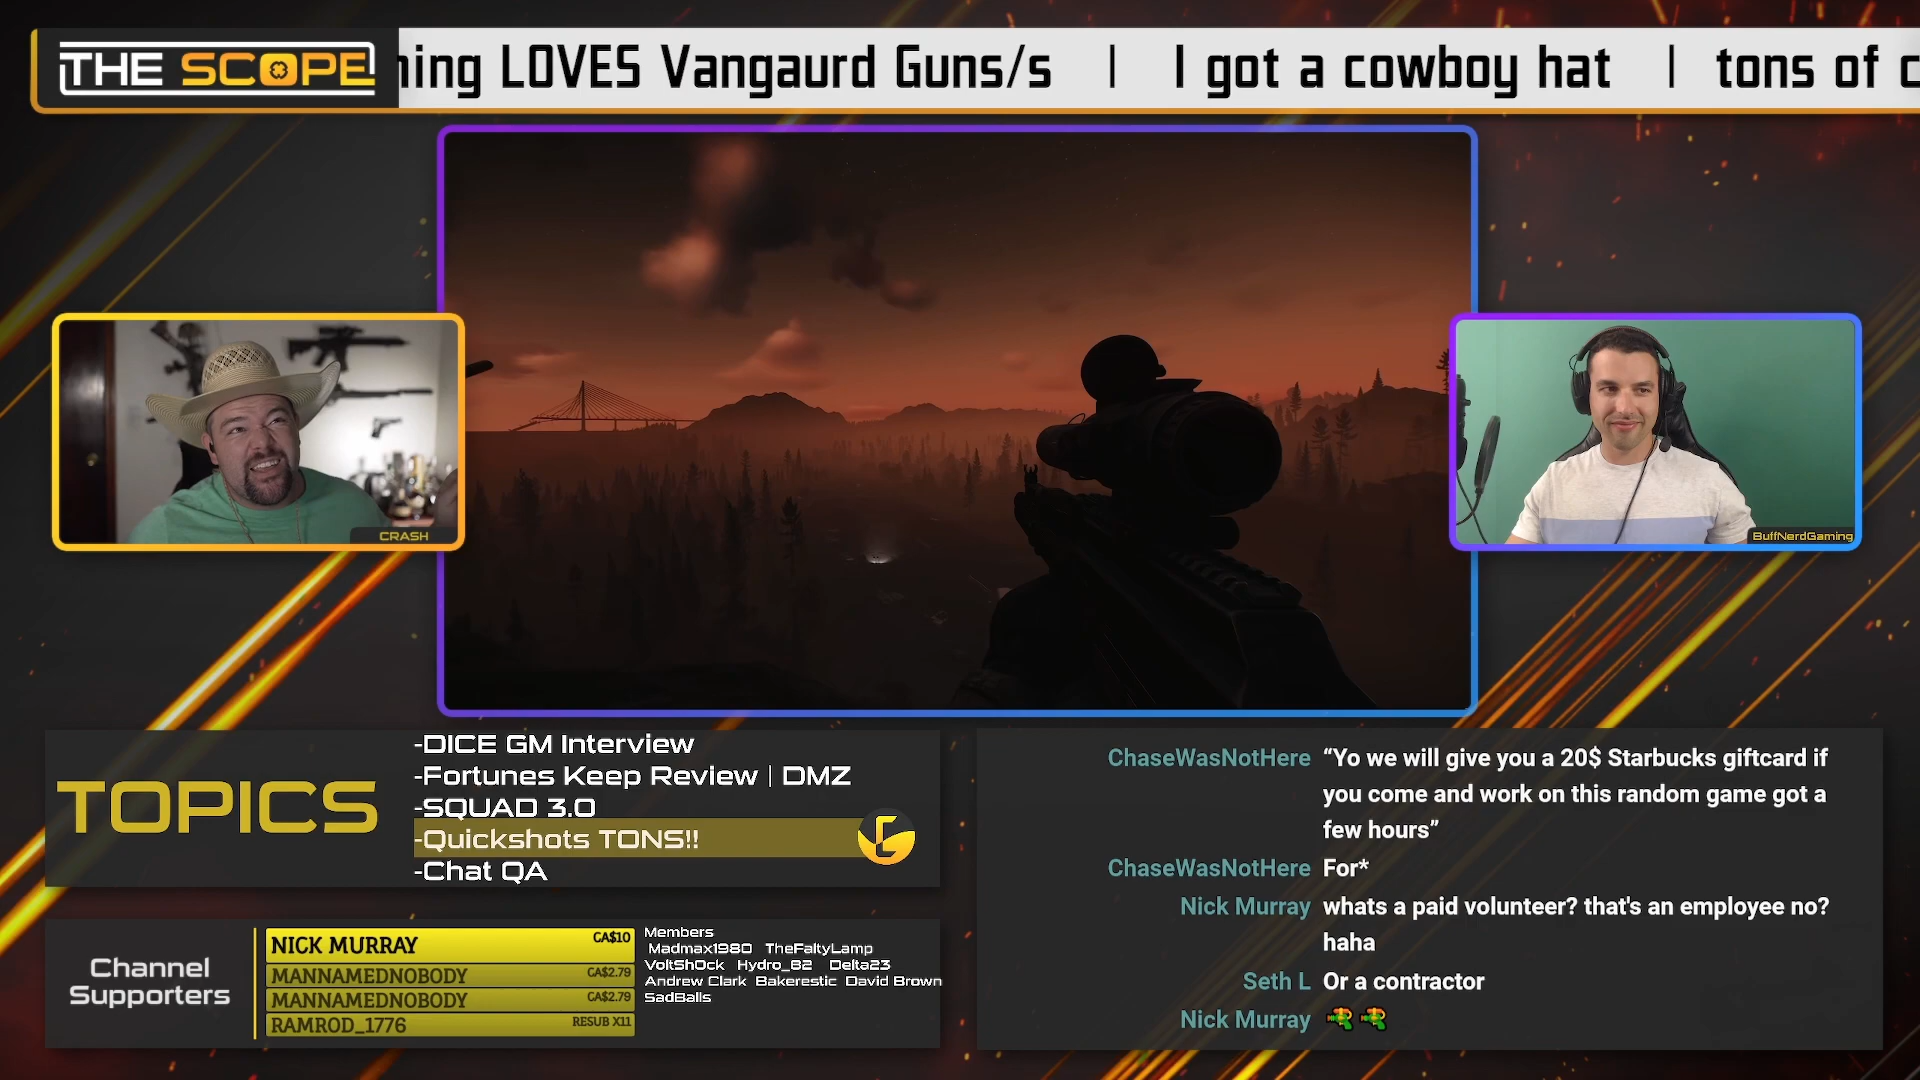 THE SCOPE
ning LOVES Vangaurd Guns/s | I got a cowboy hat | tons of c
CRASH
BuffNerdGaming
TOPICS
-DICE GM Interview
-Fortunes Keep Review | DMZ
-SQUAD 3.0
-Quickshots TONS!!
-Chat QA
Channel
Supporters
NICK MURRAY CA$10
MANNAMEDNOBODY CA$2.79
MANNAMEDNOBODY CA$2.79
RAMROD_1776 RESUB X11
Members
Madmax1980 TheFaltyLamp
VoltShOck Hydro_62 Delta23
Andrew Clark Bakerestic David Brown
SadBalls
ChaseWasNotHere “Yo we will give you a 20$ Starbucks giftcard if
you come and work on this random game got a
few hours”
ChaseWasNotHere For*
Nick Murray whats a paid volunteer? that's an employee no?
haha
Seth L Or a contractor
Nick Murray